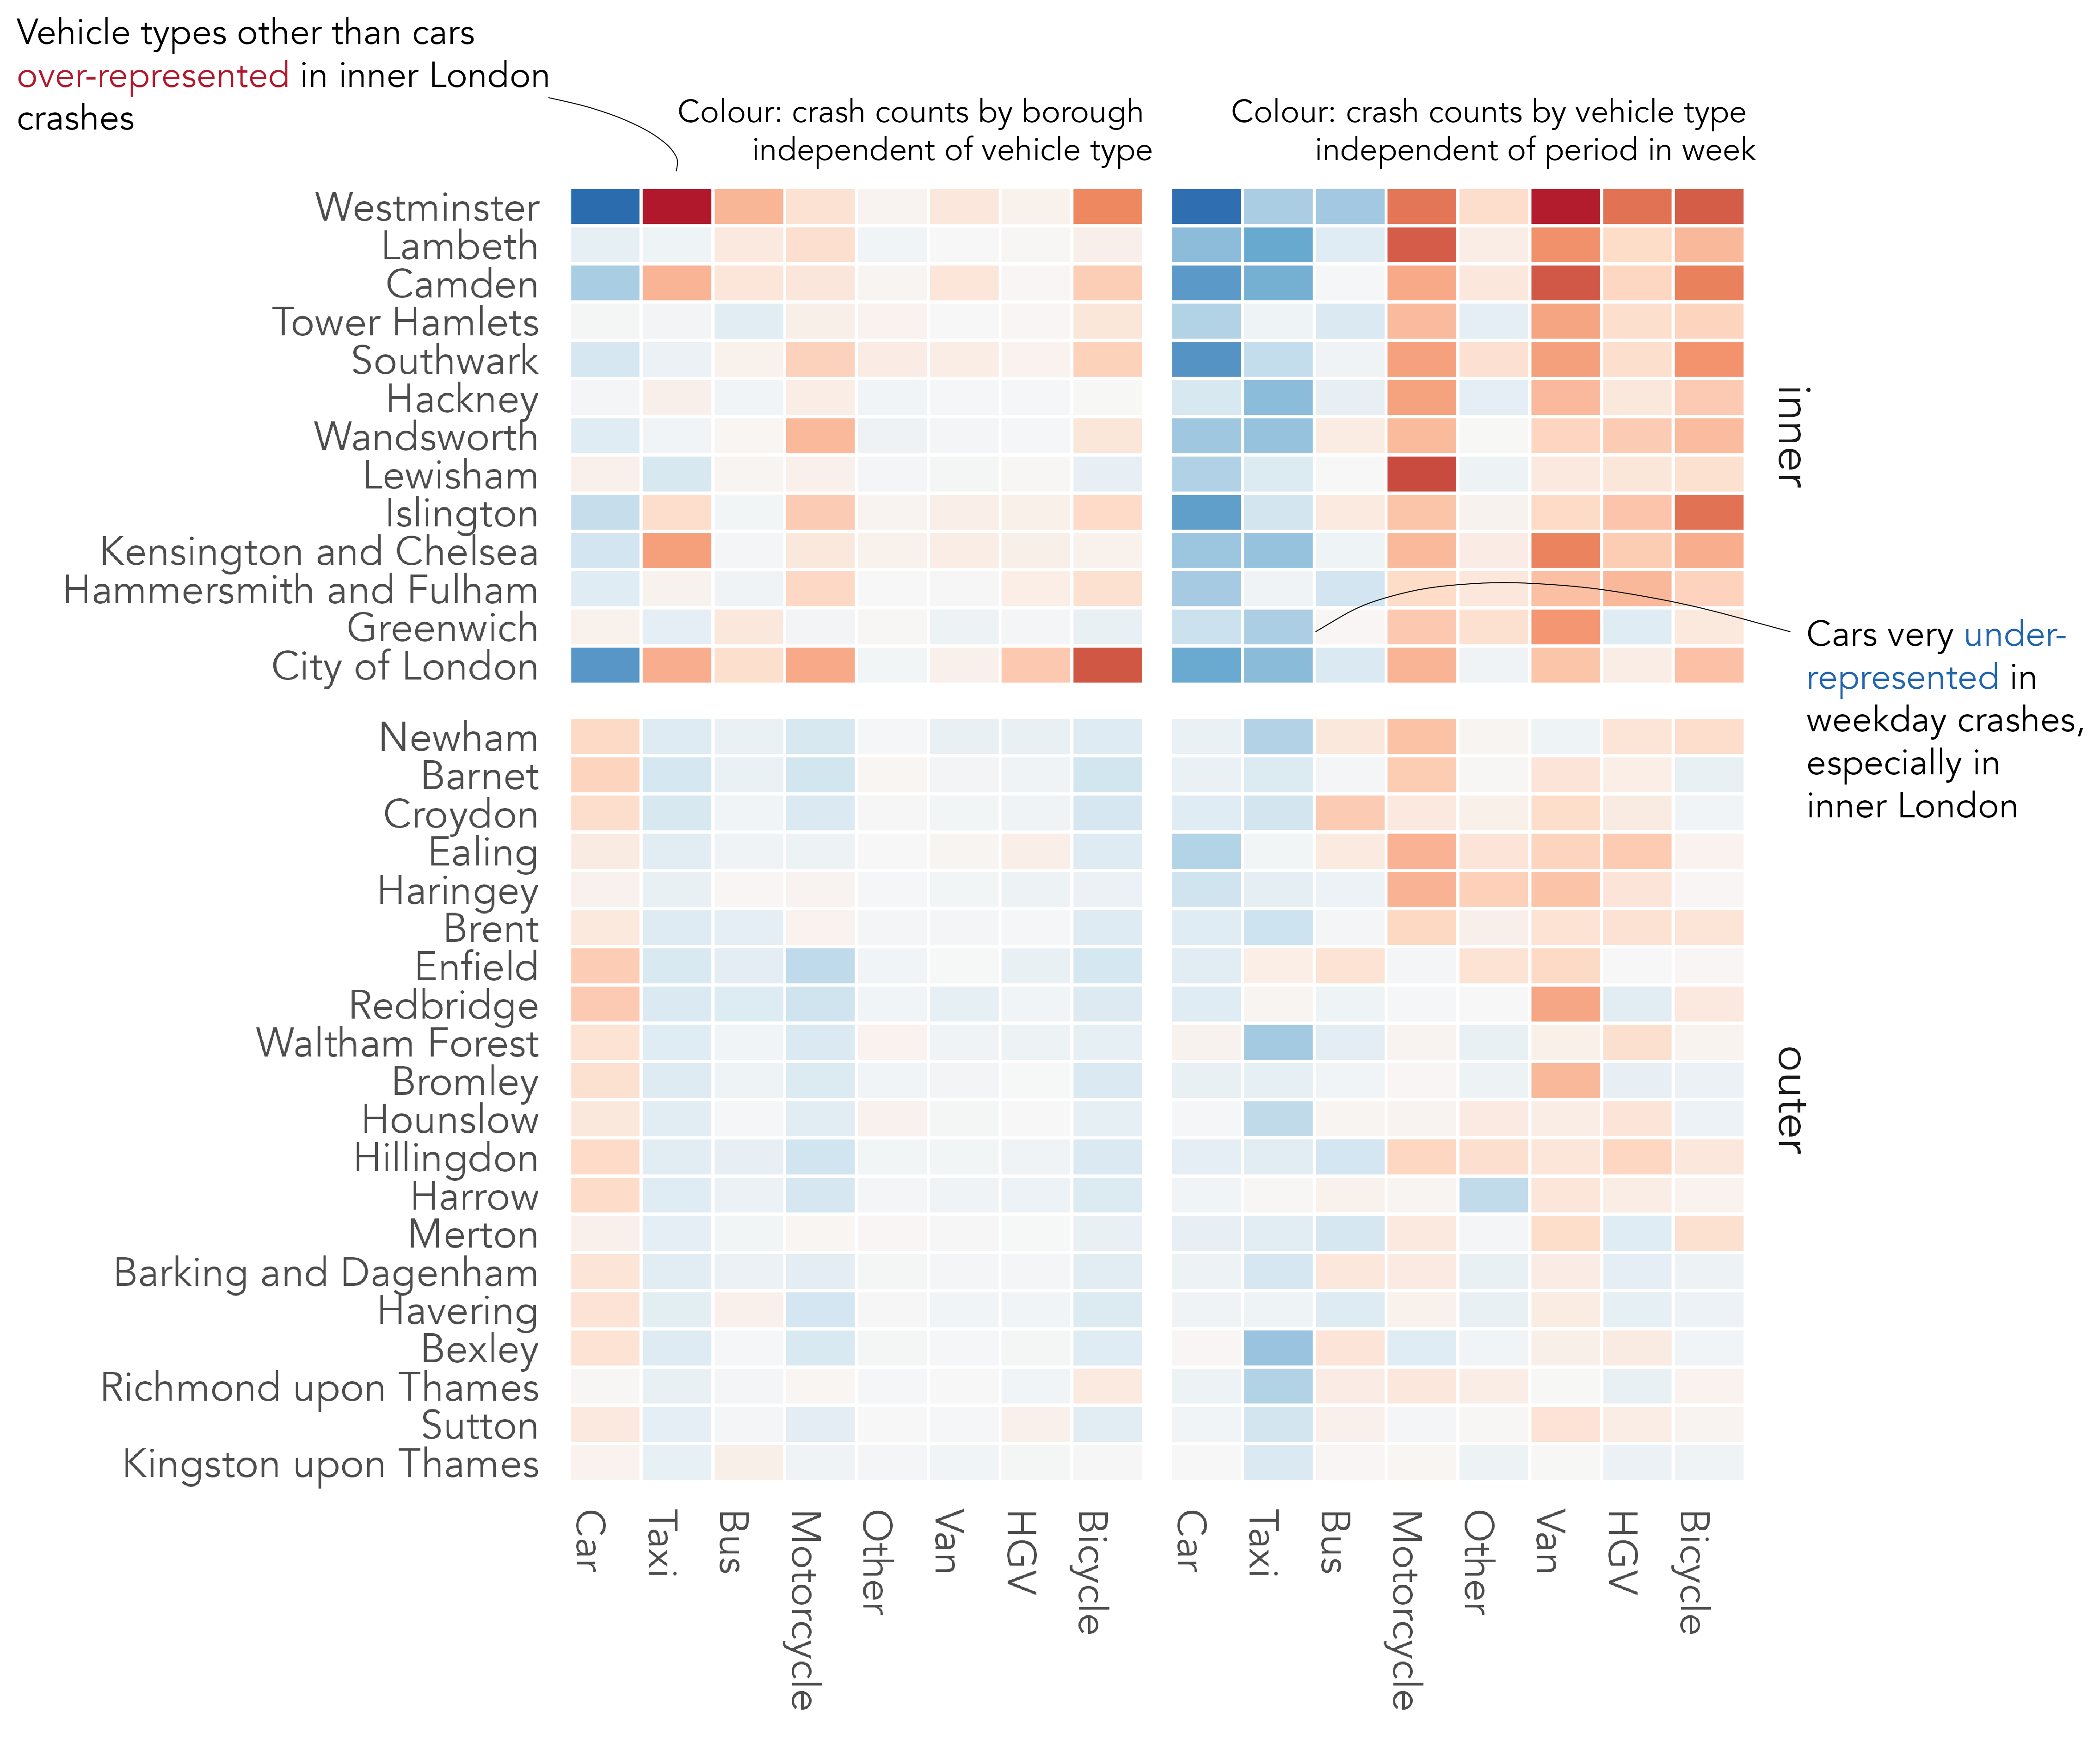 Vehicle types other than cars
over-represented in inner London
crashes
Colour: crash counts by borough
independent of vehicle type
Colour: crash counts by vehicle type
independent of period in week
Westminster
Lambeth
Camden
Tower Hamlets
Southwark
Hackney
Wandsworth
Lewisham
Islington
Kensington and Chelsea
Hammersmith and Fulham
Greenwich
City of London
inner
Cars very under-
represented in
weekday crashes,
especially in
inner London
Newham
Barnet
Croydon
Ealing
Haringey
Brent
Enfield
Redbridge
Waltham Forest
Bromley
Hounslow
Hillingdon
Harrow
Merton
Barking and Dagenham
Havering
Bexley
Richmond upon Thames
Sutton
Kingston upon Thames
outer
Car
Taxi
Bus
Motorcycle
Other
Van
HGV
Bicycle
Car
Taxi
Bus
Motorcycle
Other
Van
HGV
Bicycle